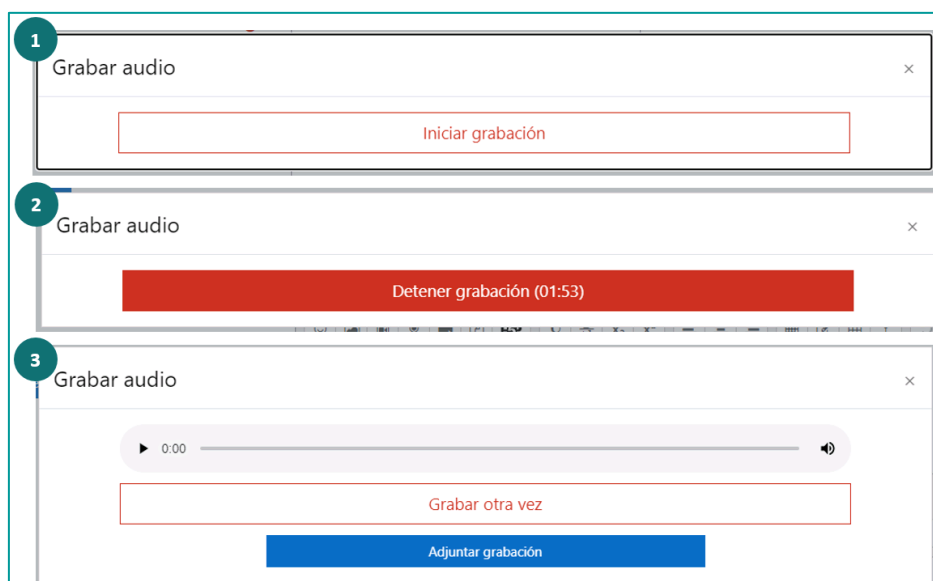 1
Grabar audio
×
Iniciar grabación
2
Grabar audio
×
Detener grabación (01:53)
3
Grabar audio
×
0:00
Grabar otra vez
Adjuntar grabación